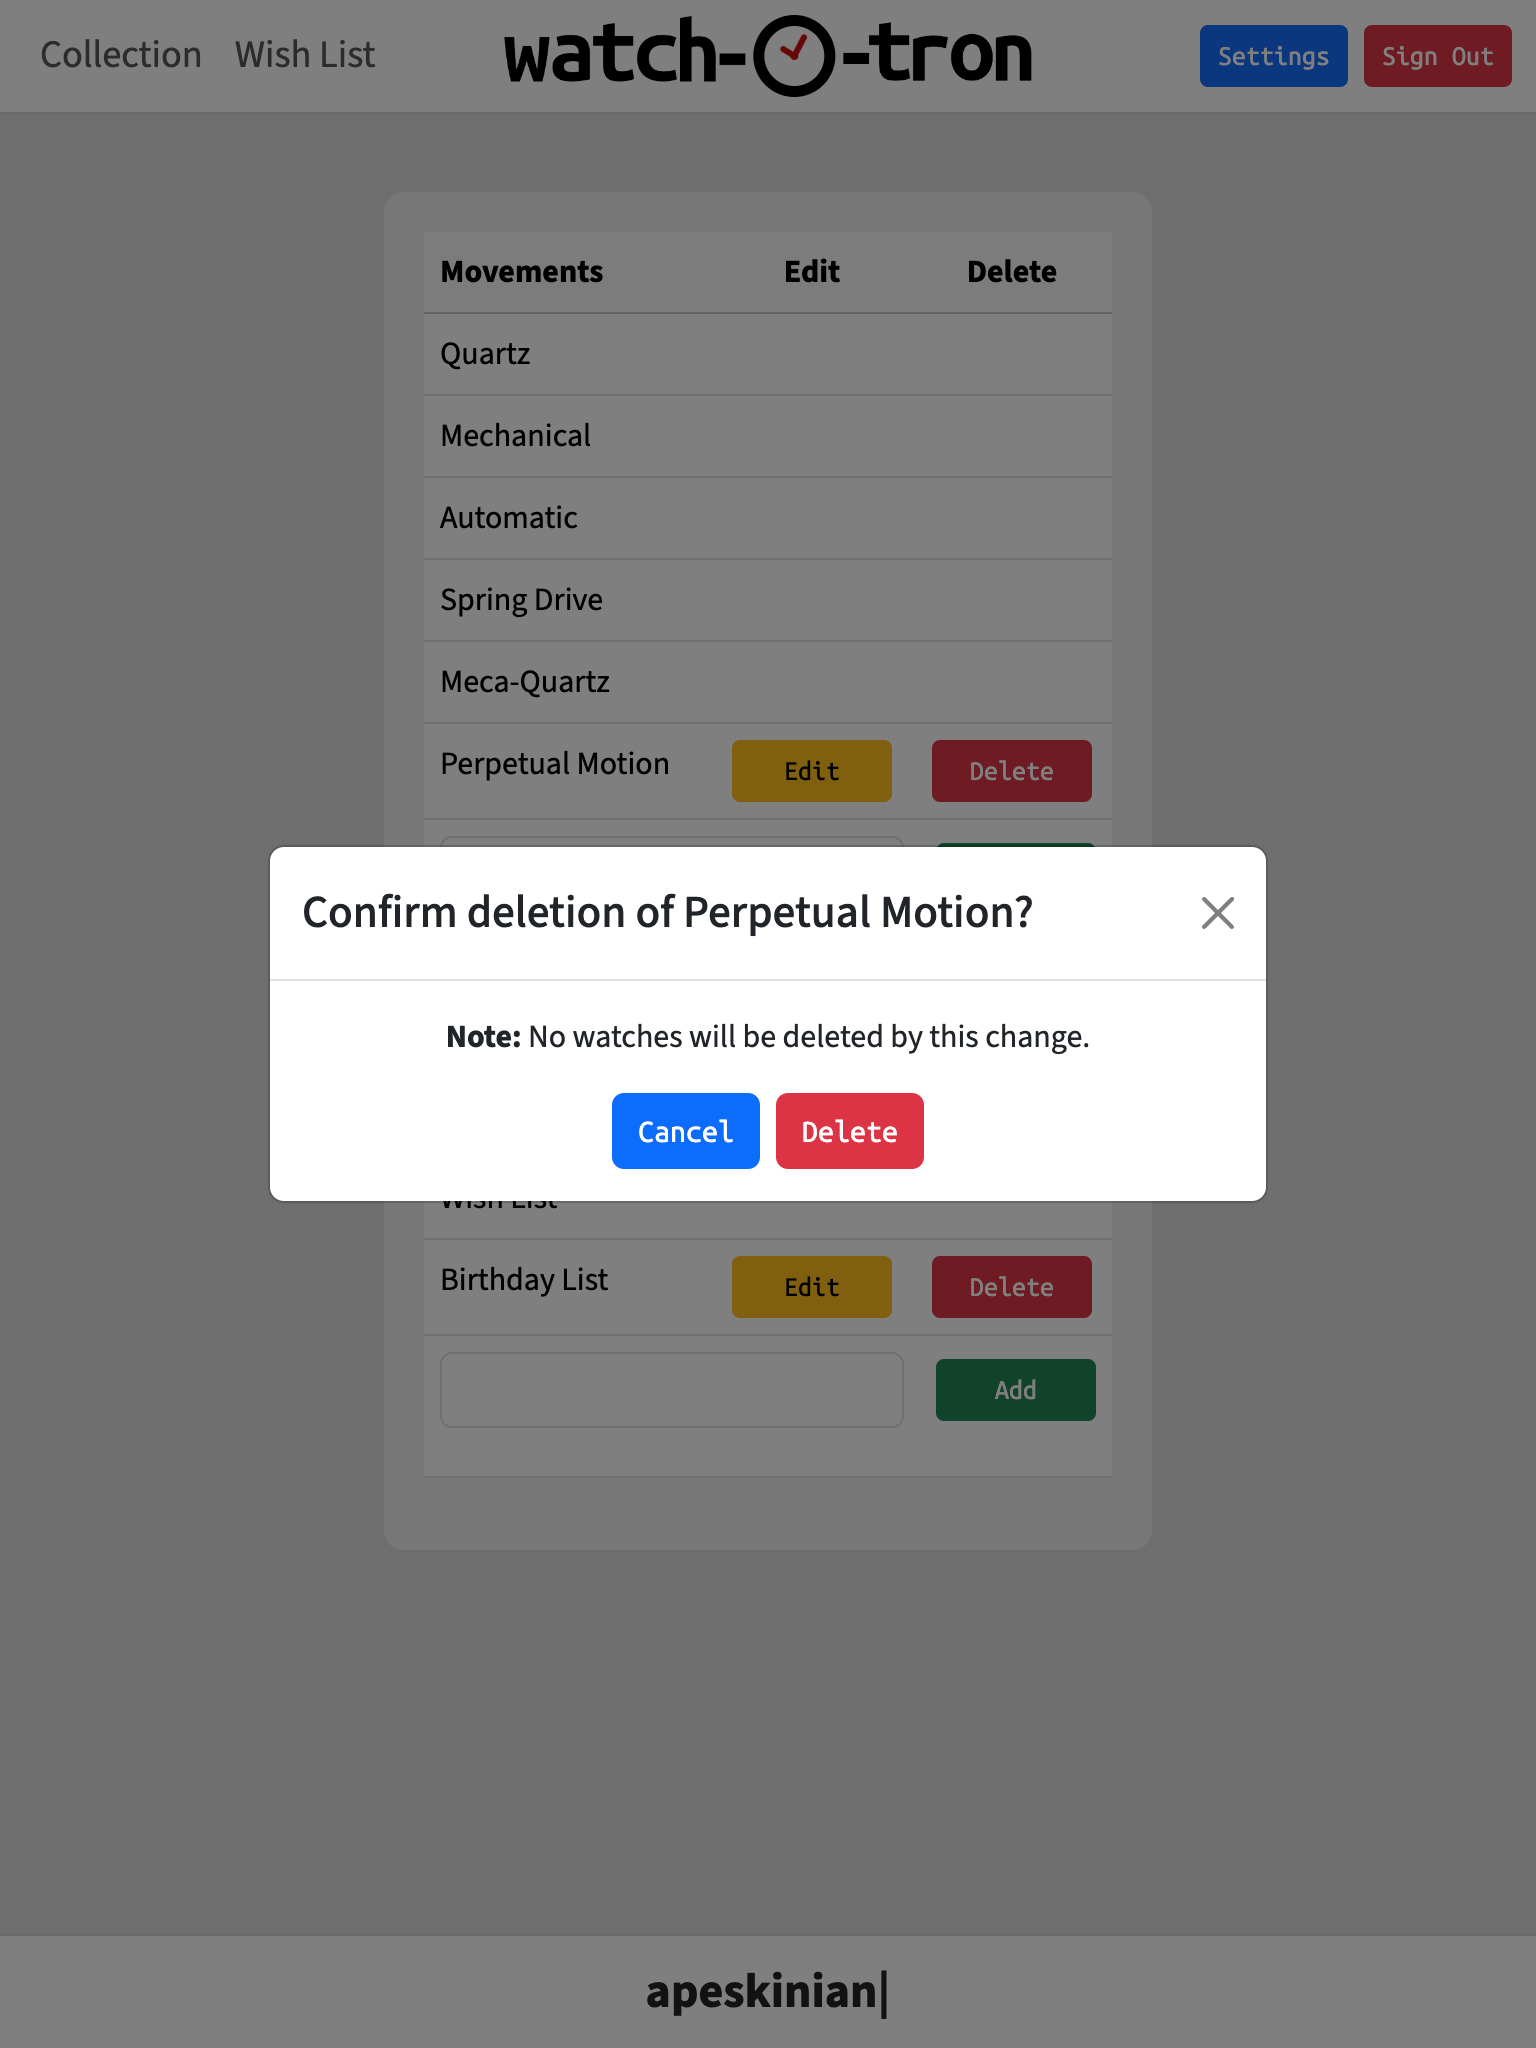 Collection Wish List watch-O-tron Settings Sign Out
Movements Edit Delete
Quartz
Mechanical
Automatic
Spring Drive
Meca-Quartz
Perpetual Motion Edit Delete
Confirm deletion of Perpetual Motion?
Note: No watches will be deleted by this change.
Cancel Delete
Wish List
Birthday List Edit Delete
Add
apeskinian|